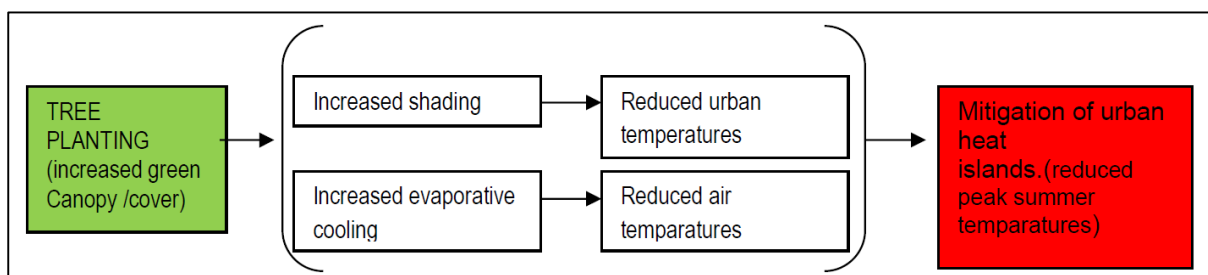 TREE
PLANTING
(increased green
Canopy /cover)
Increased shading
Reduced urban
temperatures
Increased evaporative
cooling
Reduced air
temparatures
Mitigation of urban
heat
islands.(reduced
peak summer
temparatures)